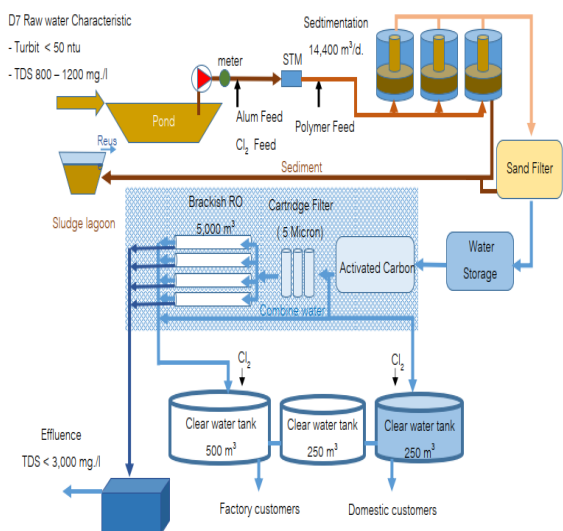 D7 Raw water Characteristic
- Turbit < 50 ntu
- TDS 800 – 1200 mg./l
meter
STM
Sedtimentation
14,400 m³/d.
Pond
Alum Feed
Cl₂ Feed
Polymer Feed
Reus
Sediment
Sand Filter
Sludge lagoon
Brackish RO
5,000 m³
Cartridge Filter
( 5 Micron)
Activated Carbon
Water
Storage
Combine water
Cl₂
Cl₂
Clear water tank
500 m³
Clear water tank
250 m³
Clear water tank
250 m³
Effluence
TDS < 3,000 mg./l
Factory customers
Domestic customers